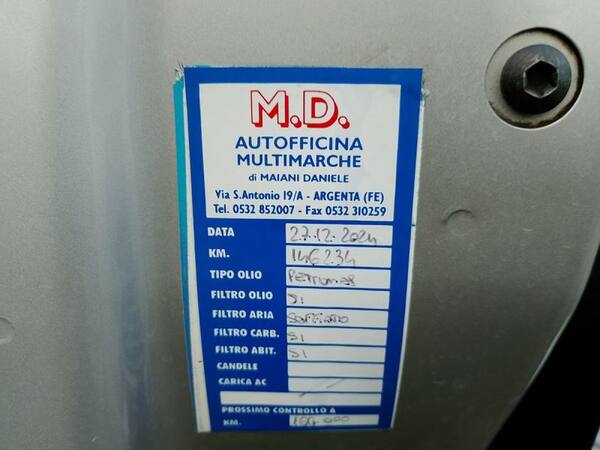 M.D.
AUTOFFICINA
MULTIMARCHE
di MAIANI DANIELE
Via S.Antonio 19/A - ARGENTA (FE)
Tel. 0532 852007 - Fax 0532 310259
DATA 27.12.2024
KM. 146234
TIPO OLIO
FILTRO OLIO SI
FILTRO ARIA
FILTRO CARB. SI
FILTRO ABIT. SI
CANDELE
CARICA AC
PROSSIMO CONTROLLO A
KM.